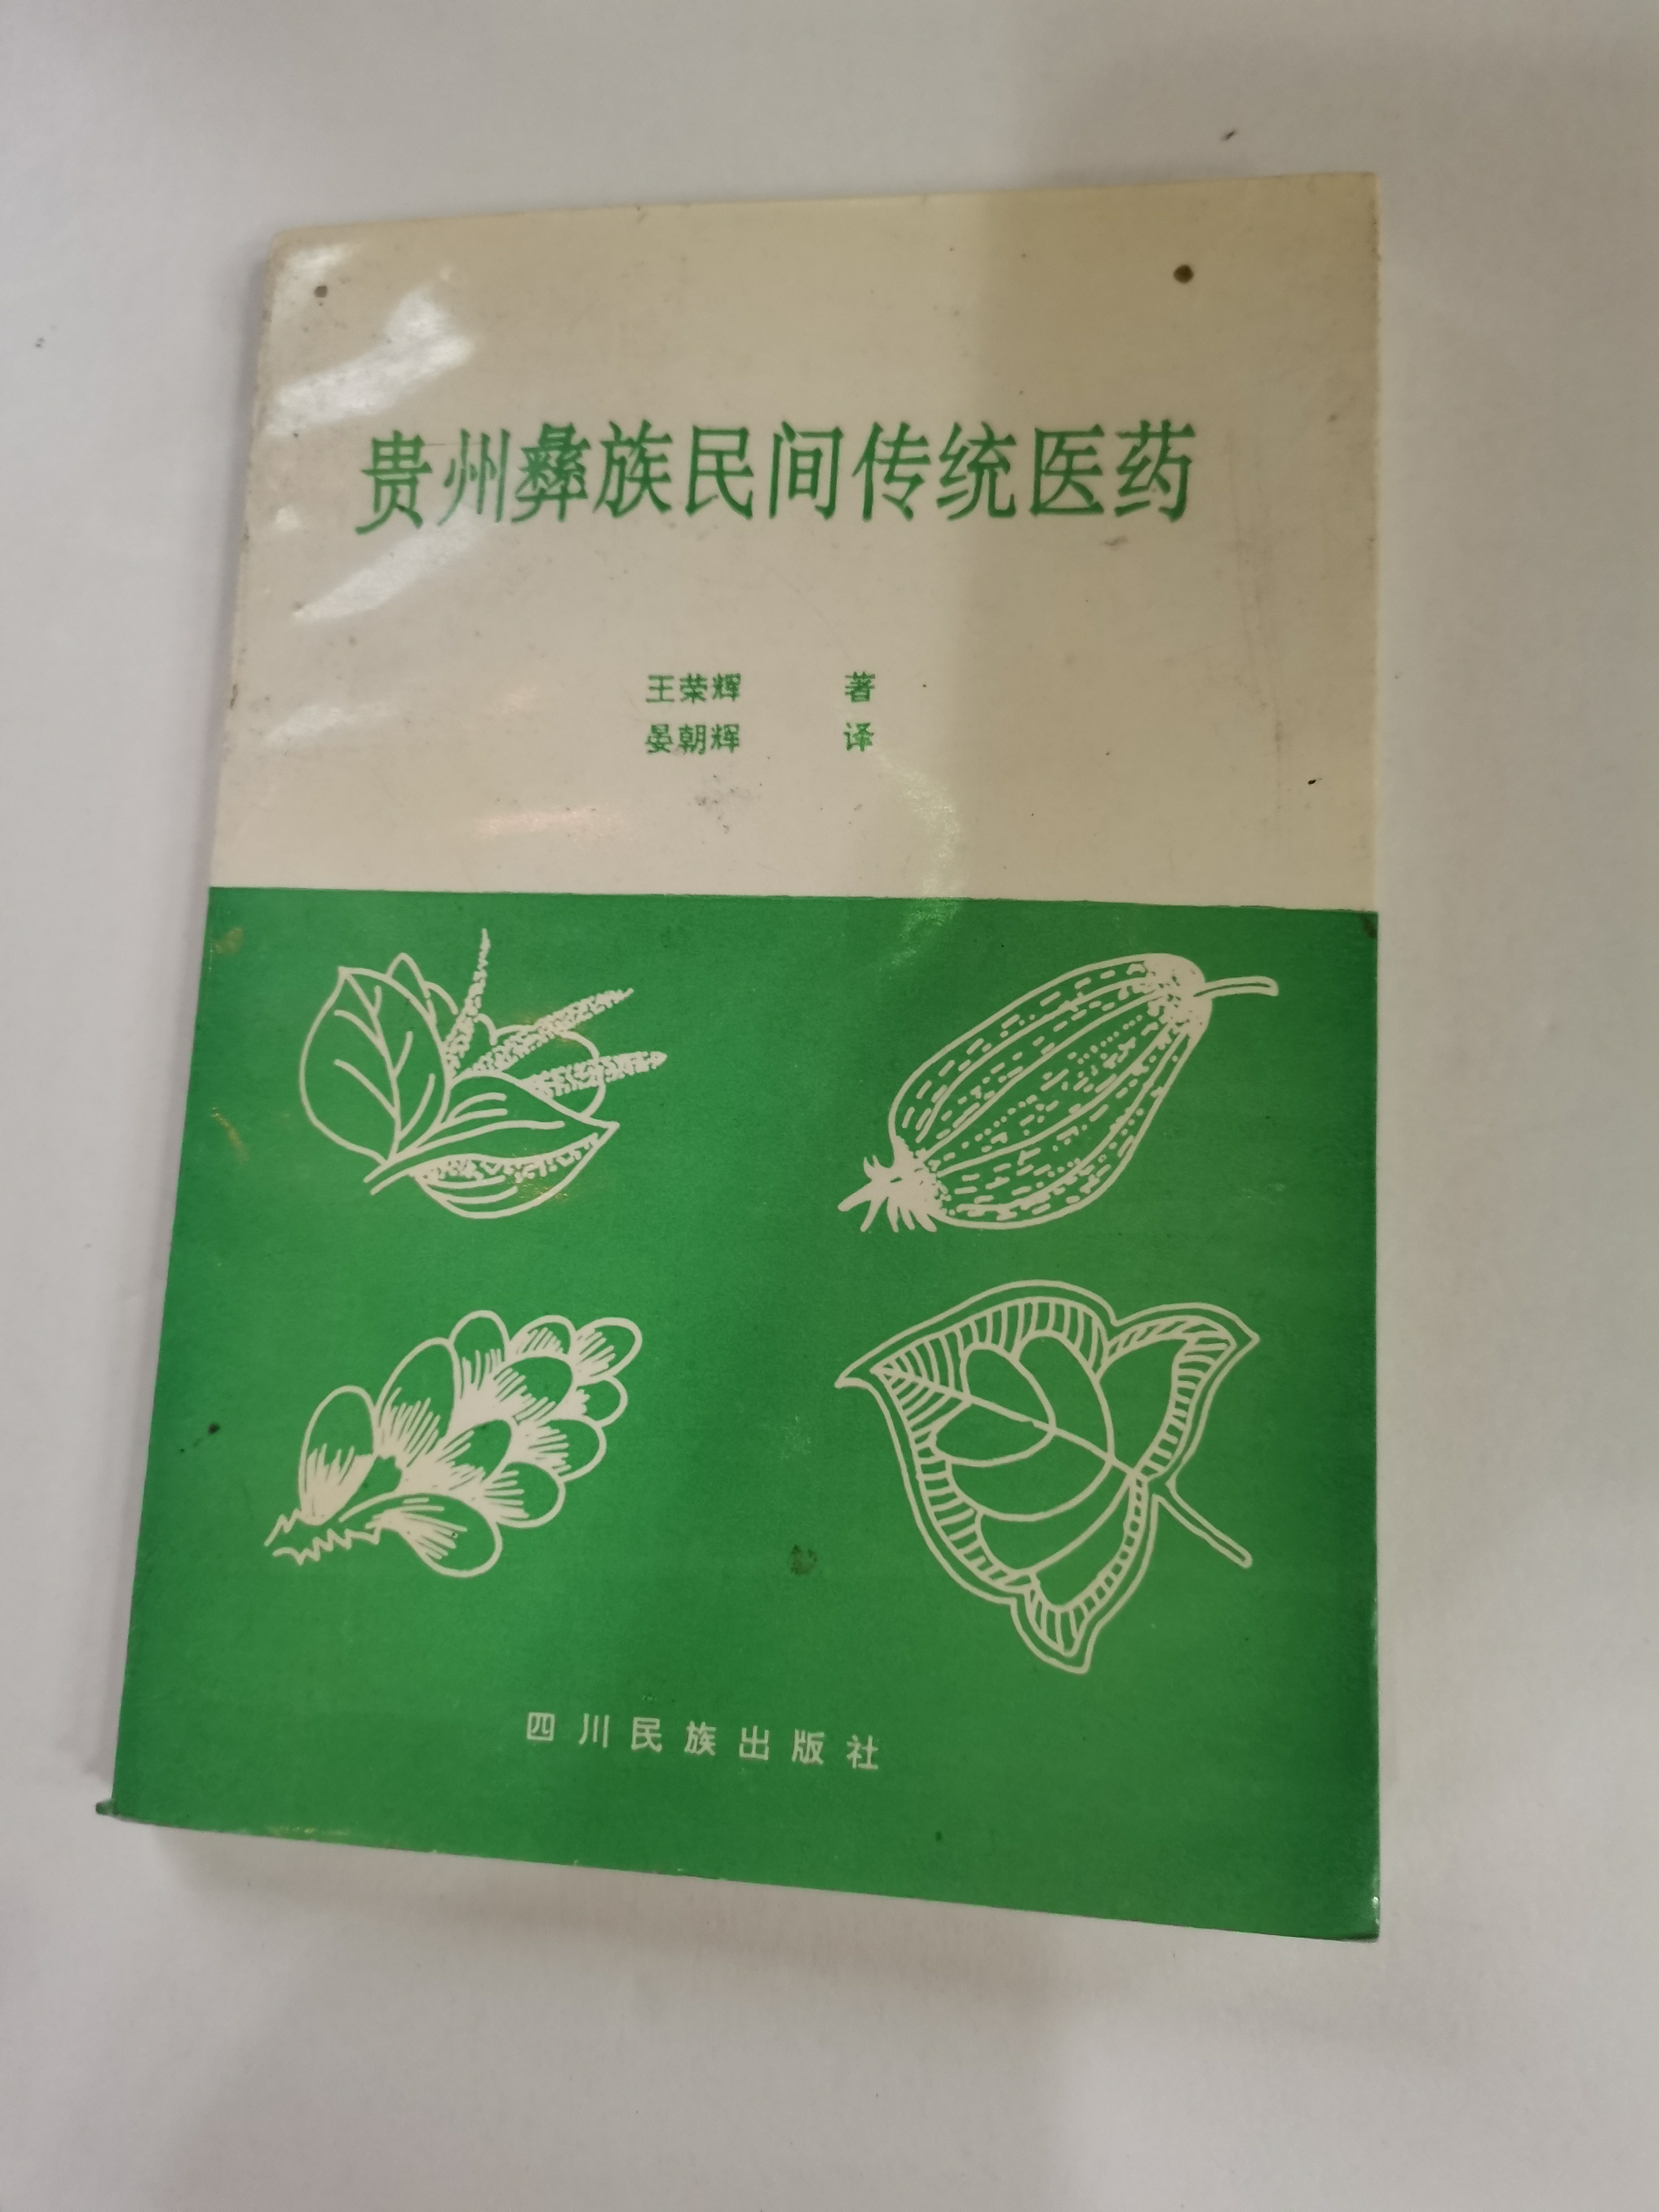 贵州彝族民间传统医药
王荣辉 著
晏朝辉 译
四川民族出版社